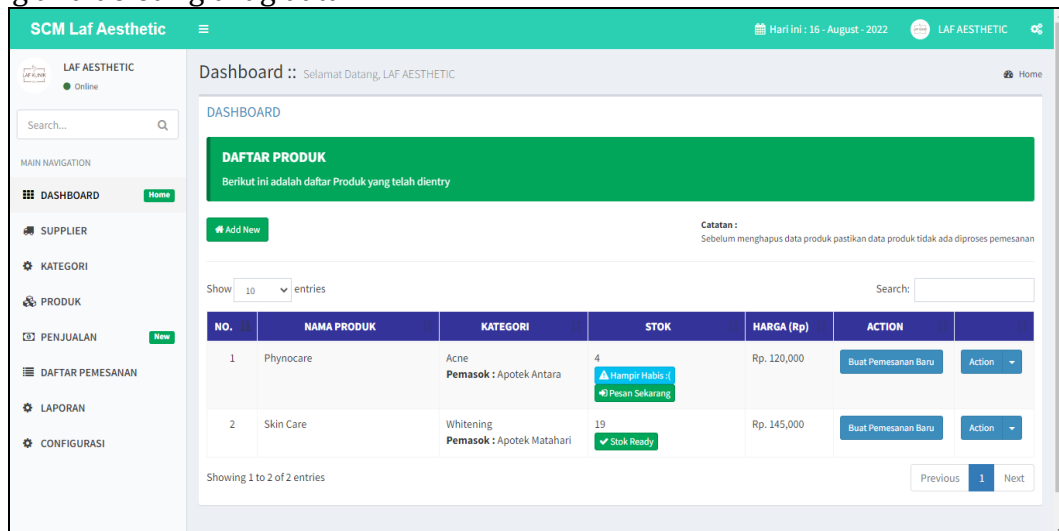 SCM Laf Aesthetic
Hari ini : 16 - August - 2022
LAF AESTHETIC
LAF AESTHETIC
Online
Dashboard :: Selamat Datang, LAF AESTHETIC
Home
Search...
MAIN NAVIGATION
DASHBOARD Home
SUPPLIER
KATEGORI
PRODUK
PENJUALAN New
DAFTAR PEMESANAN
LAPORAN
CONFIGURASI
DASHBOARD
DAFTAR PRODUK
Berikut ini adalah daftar Produk yang telah dientry
Add New
Catatan :
Sebelum menghapus data produk pastikan data produk tidak ada diproses pemesanan
Show 10 entries
Search:
NO. NAMA PRODUK KATEGORI STOK HARGA (Rp) ACTION
1 Phynocare Acne 4 Rp. 120,000 Buat Pemesanan Baru Action
Pemasok : Apotek Antara Hampir Habis :(
Pesan Sekarang
2 Skin Care Whitening 19 Rp. 145,000 Buat Pemesanan Baru Action
Pemasok : Apotek Matahari Stok Ready
Showing 1 to 2 of 2 entries
Previous 1 Next